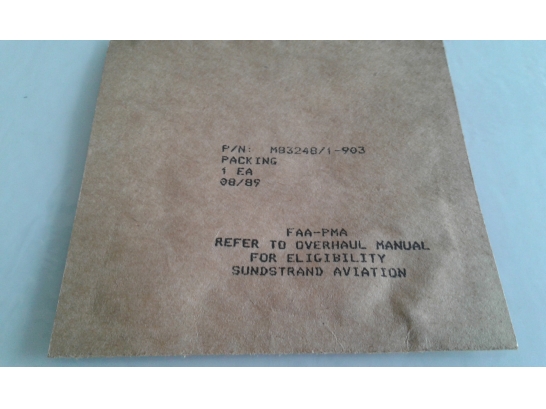 P/N: M83248/1-903
PACKING
1 EA
08/89
FAA-PMA
REFER TO OVERHAUL MANUAL
FOR ELIGIBILITY
SUNDSTRAND AVIATION